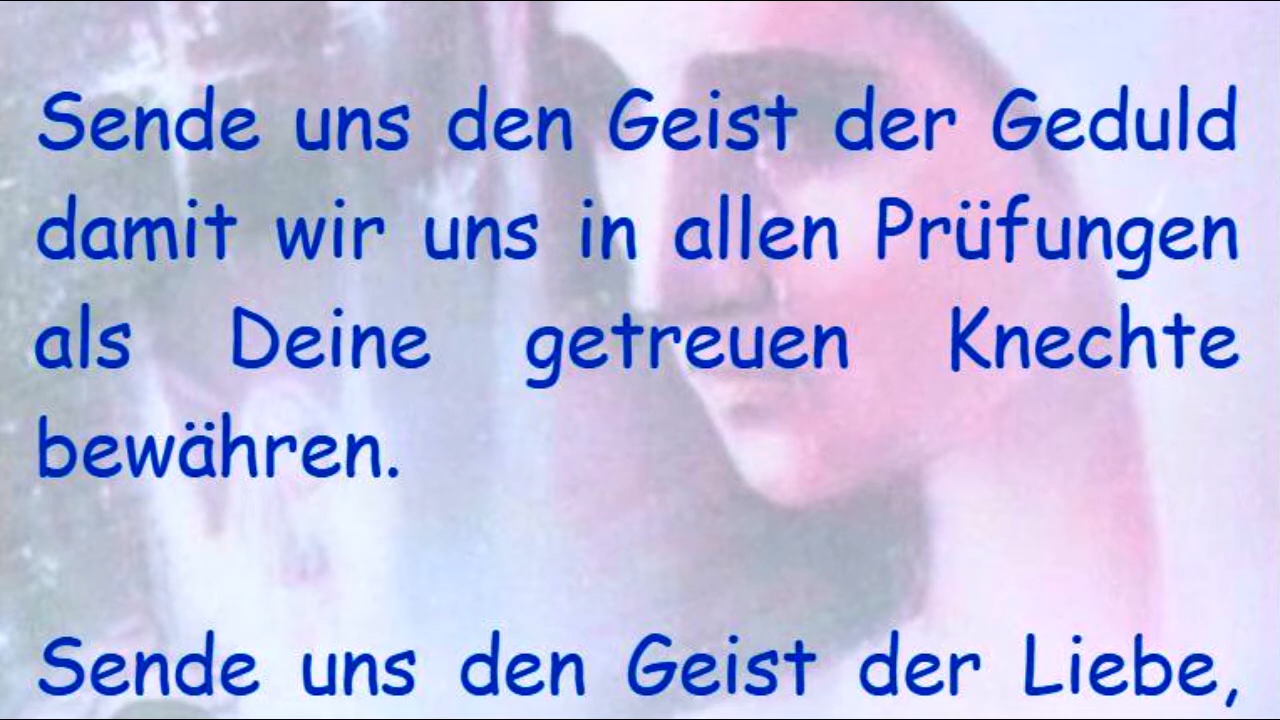 Sende uns den Geist der Geduld
damit wir uns in allen Prüfungen
als Deine getreuen Knechte
bewähren.
Sende uns den Geist der Liebe,